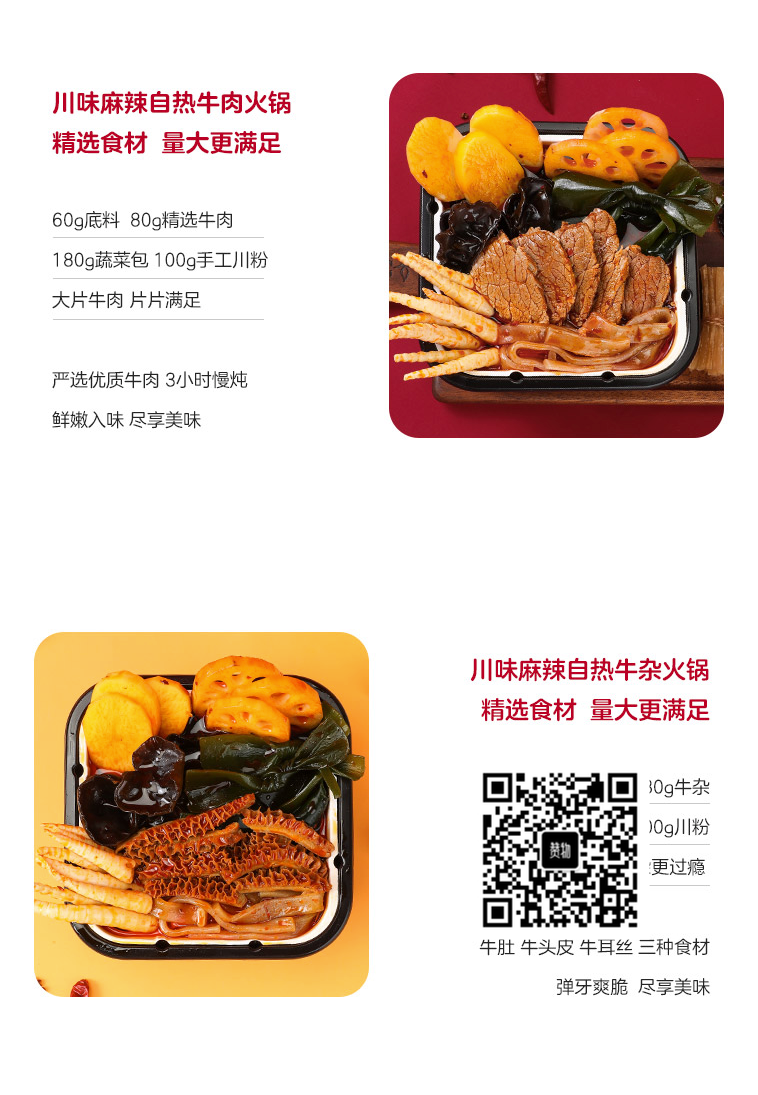 川味麻辣自热牛肉火锅
精选食材 量大更满足
60g底料 80g精选牛肉
180g蔬菜包 100g手工川粉
大片牛肉 片片满足
严选优质牛肉 3小时慢炖
鲜嫩入味 尽享美味
川味麻辣自热牛杂火锅
精选食材 量大更满足
0g牛杂
0g川粉
更过瘾
赞物
牛肚 牛头皮 牛耳丝 三种食材
弹牙爽脆 尽享美味